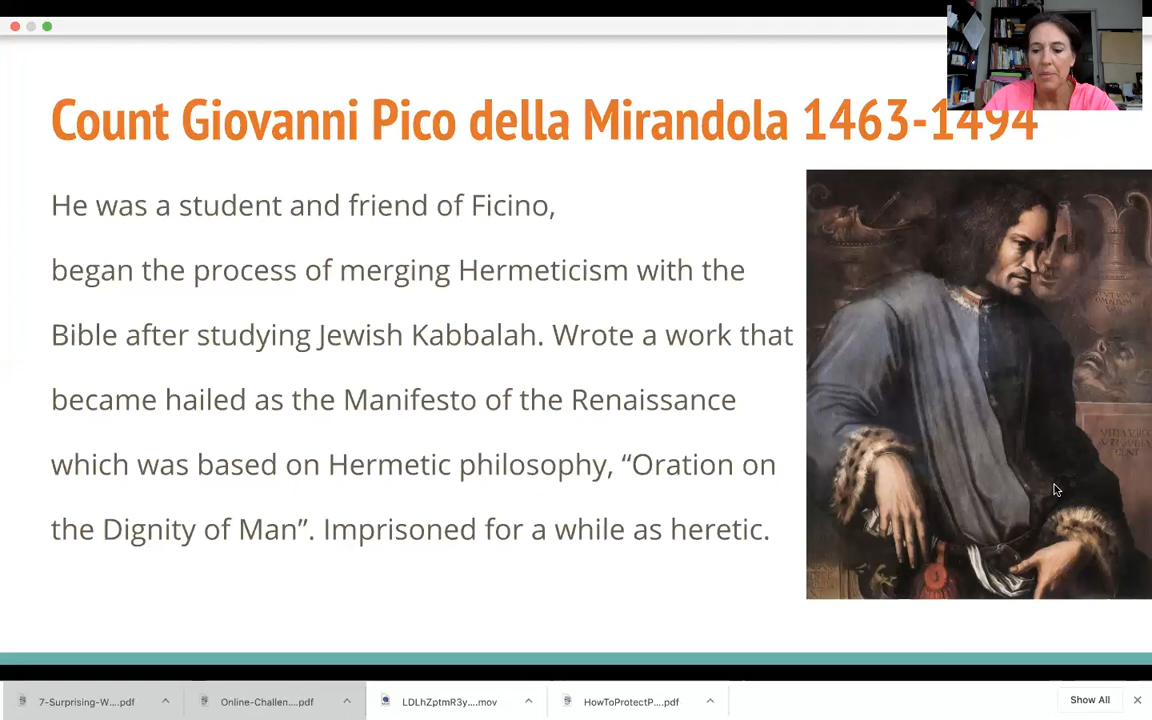 Count Giovanni Pico della Mirandola 1463-1494
He was a student and friend of Ficino,
began the process of merging Hermeticism with the
Bible after studying Jewish Kabbalah. Wrote a work that
became hailed as the Manifesto of the Renaissance
which was based on Hermetic philosophy, “Oration on
the Dignity of Man”. Imprisoned for a while as heretic.
7-Surprising-W....pdf
Online-Challen....pdf
LDLhZptmR3y....mov
HowToProtectP....pdf
Show All